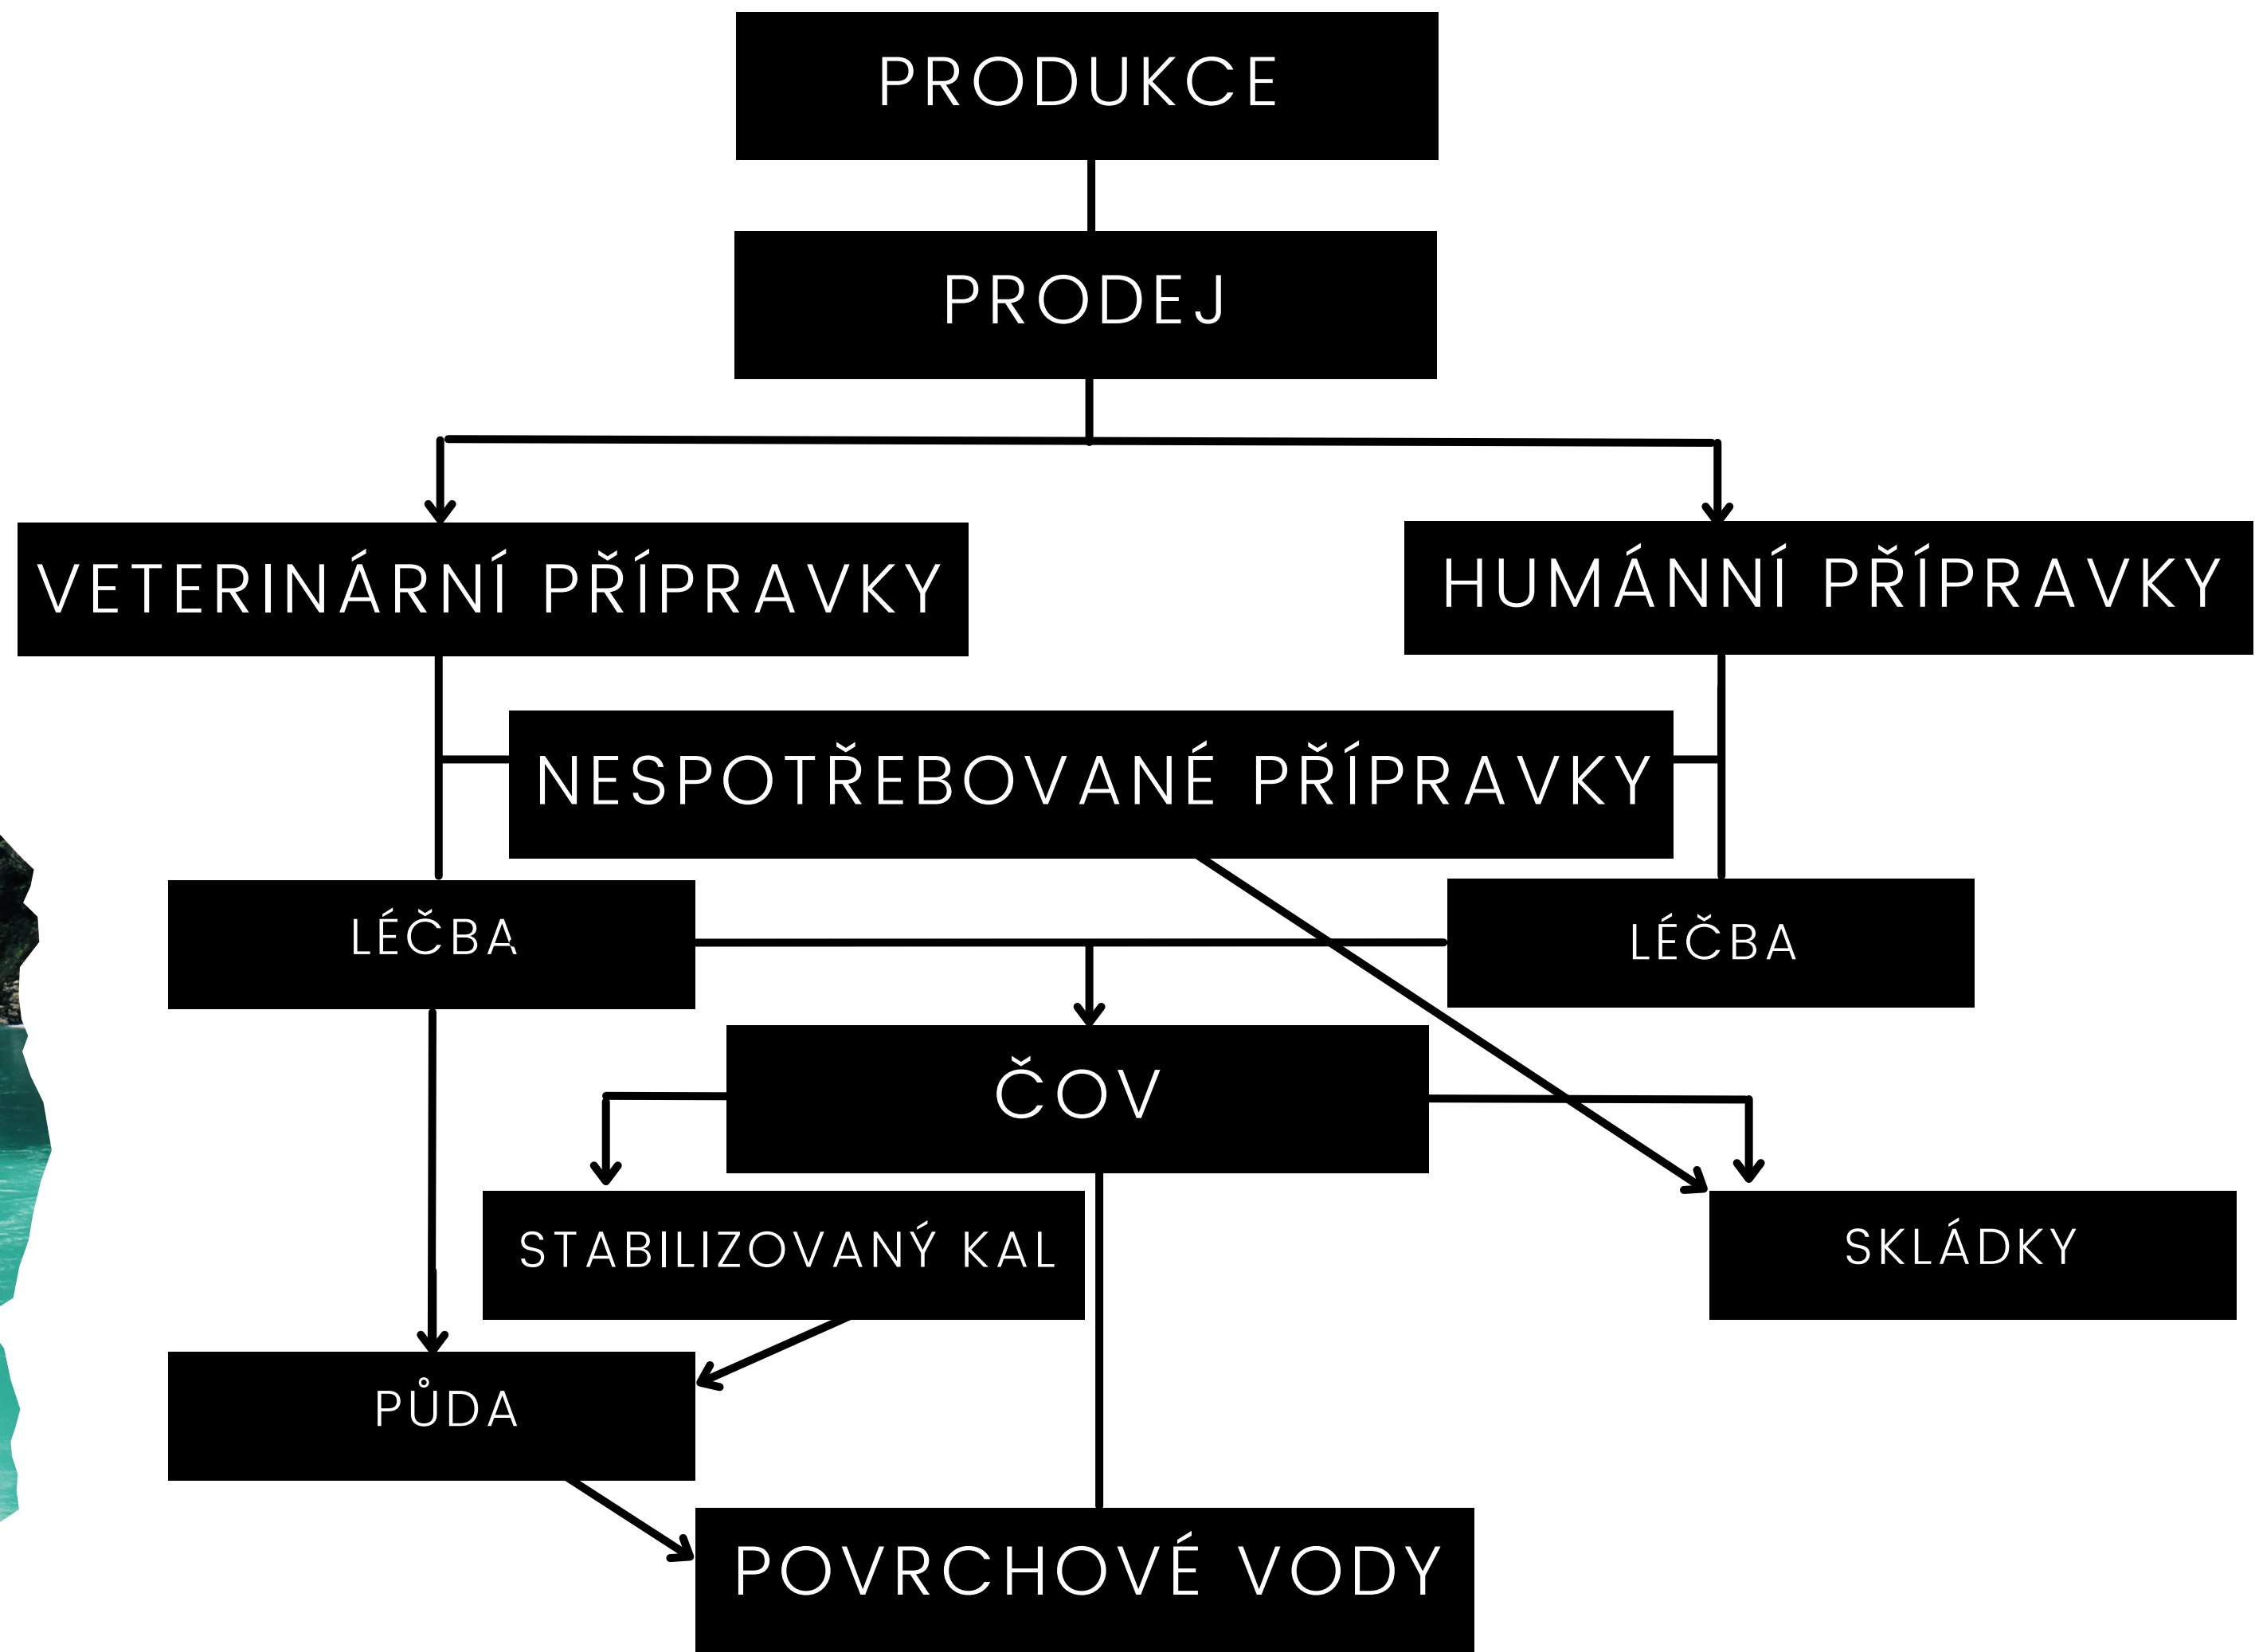 PRODUKCE
PRODEJ
VETERINÁRNÍ PŘÍPRAVKY
HUMÁNNÍ PŘÍPRAVKY
NESPOTŘEBOVANÉ PŘÍPRAVKY
LÉČBA
LÉČBA
ČOV
STABILIZOVANÝ KAL
SKLÁDKY
PŮDA
POVRCHOVÉ VODY